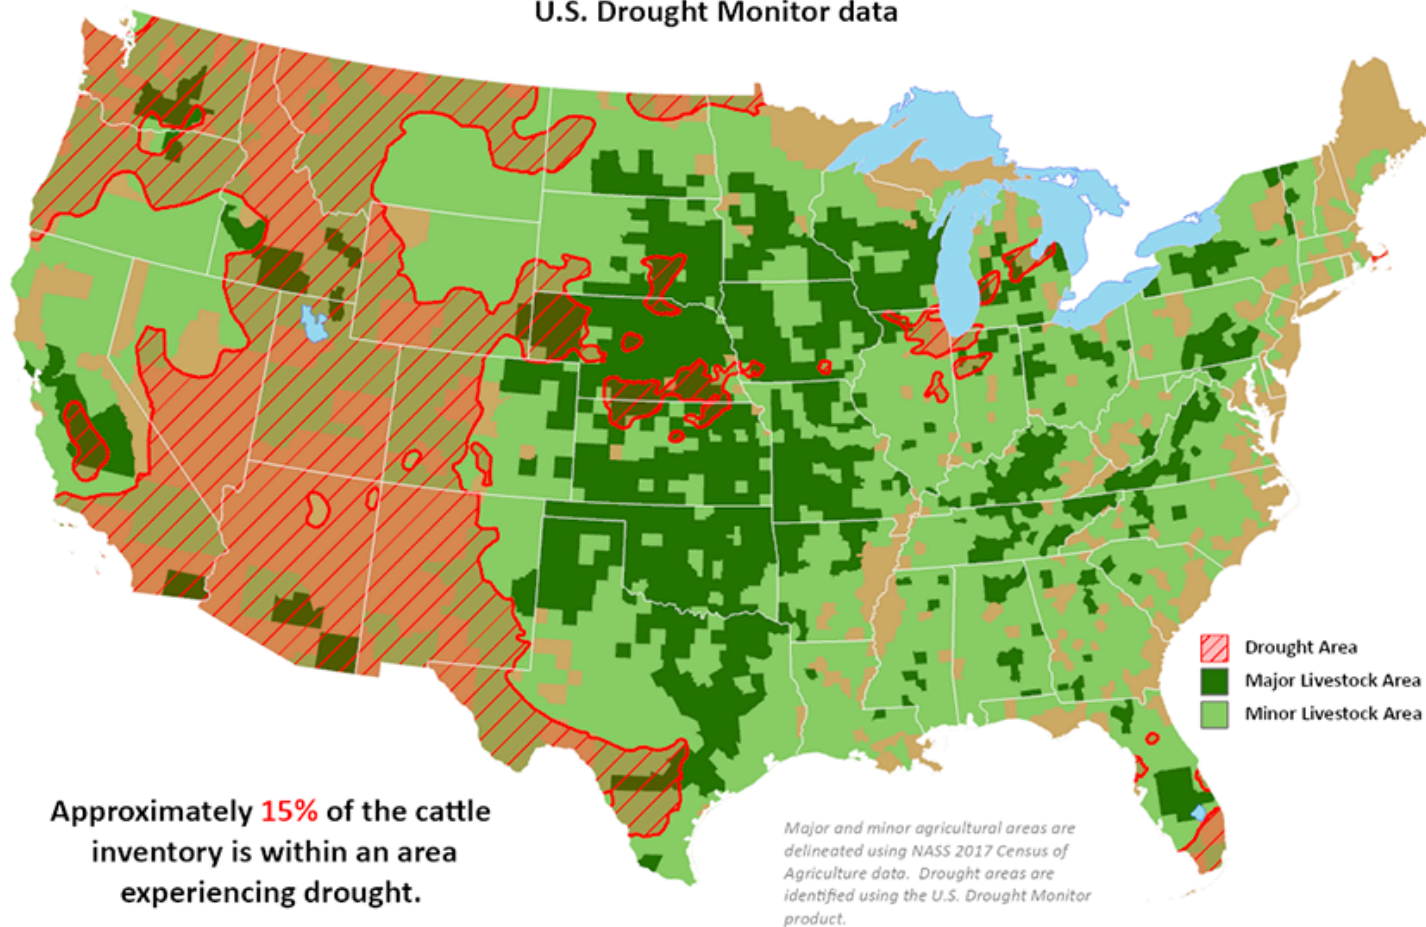 U.S. Drought Monitor data
Drought Area
Major Livestock Area
Minor Livestock Area
Approximately 15% of the cattle
inventory is within an area
experiencing drought.
Major and minor agricultural areas are
delineated using NASS 2017 Census of
Agriculture data.  Drought areas are
identified using the U.S. Drought Monitor
product.